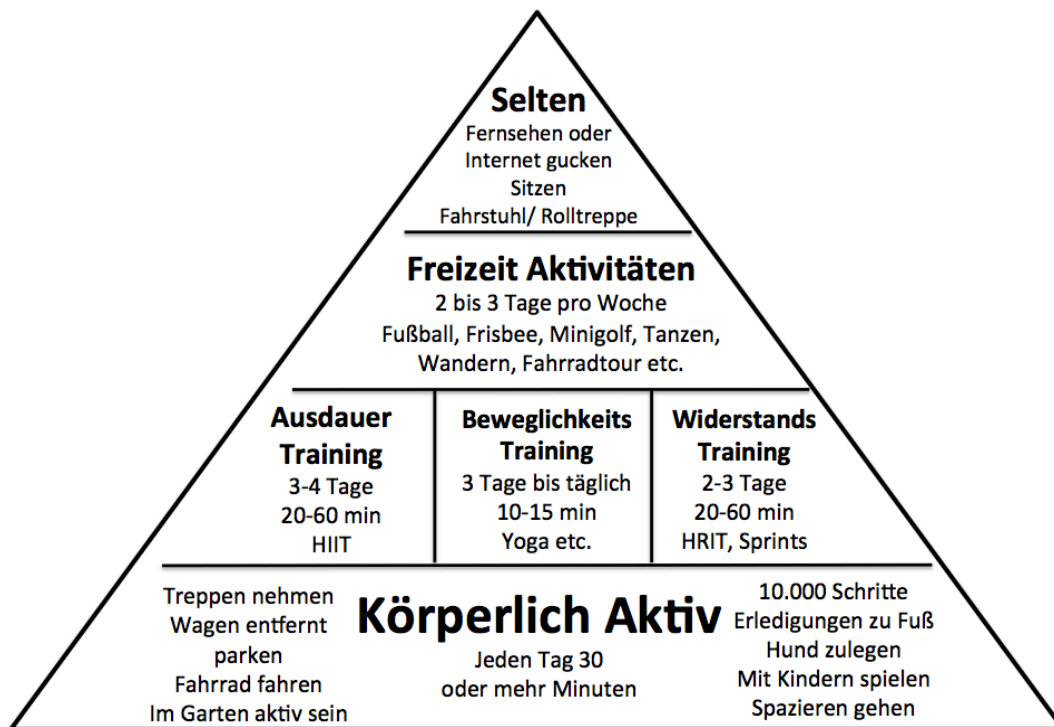 Selten
Fernsehen oder
Internet gucken
Sitzen
Fahrstuhl/ Rolltreppe
Freizeit Aktivitäten
2 bis 3 Tage pro Woche
Fußball, Frisbee, Minigolf, Tanzen,
Wandern, Fahrradtour etc.
Ausdauer
Training
3-4 Tage
20-60 min
HIIT
Beweglichkeits
Training
3 Tage bis täglich
10-15 min
Yoga etc.
Widerstands
Training
2-3 Tage
20-60 min
HRIT, Sprints
Treppen nehmen
Wagen entfernt
parken
Fahrrad fahren
Im Garten aktiv sein
Körperlich Aktiv
Jeden Tag 30
oder mehr Minuten
10.000 Schritte
Erledigungen zu Fuß
Hund zulegen
Mit Kindern spielen
Spazieren gehen